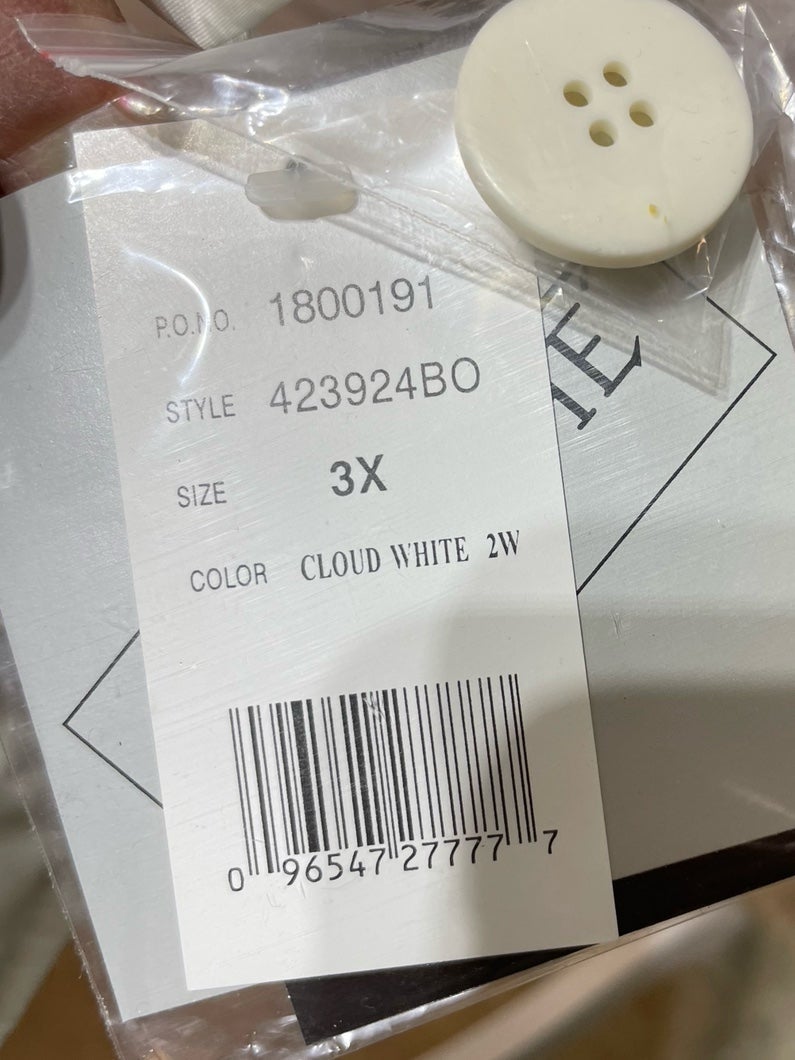 P.O.NO. 1800191
STYLE 423924BO
SIZE 3X
COLOR CLOUD WHITE 2W
0 96547 27777 7